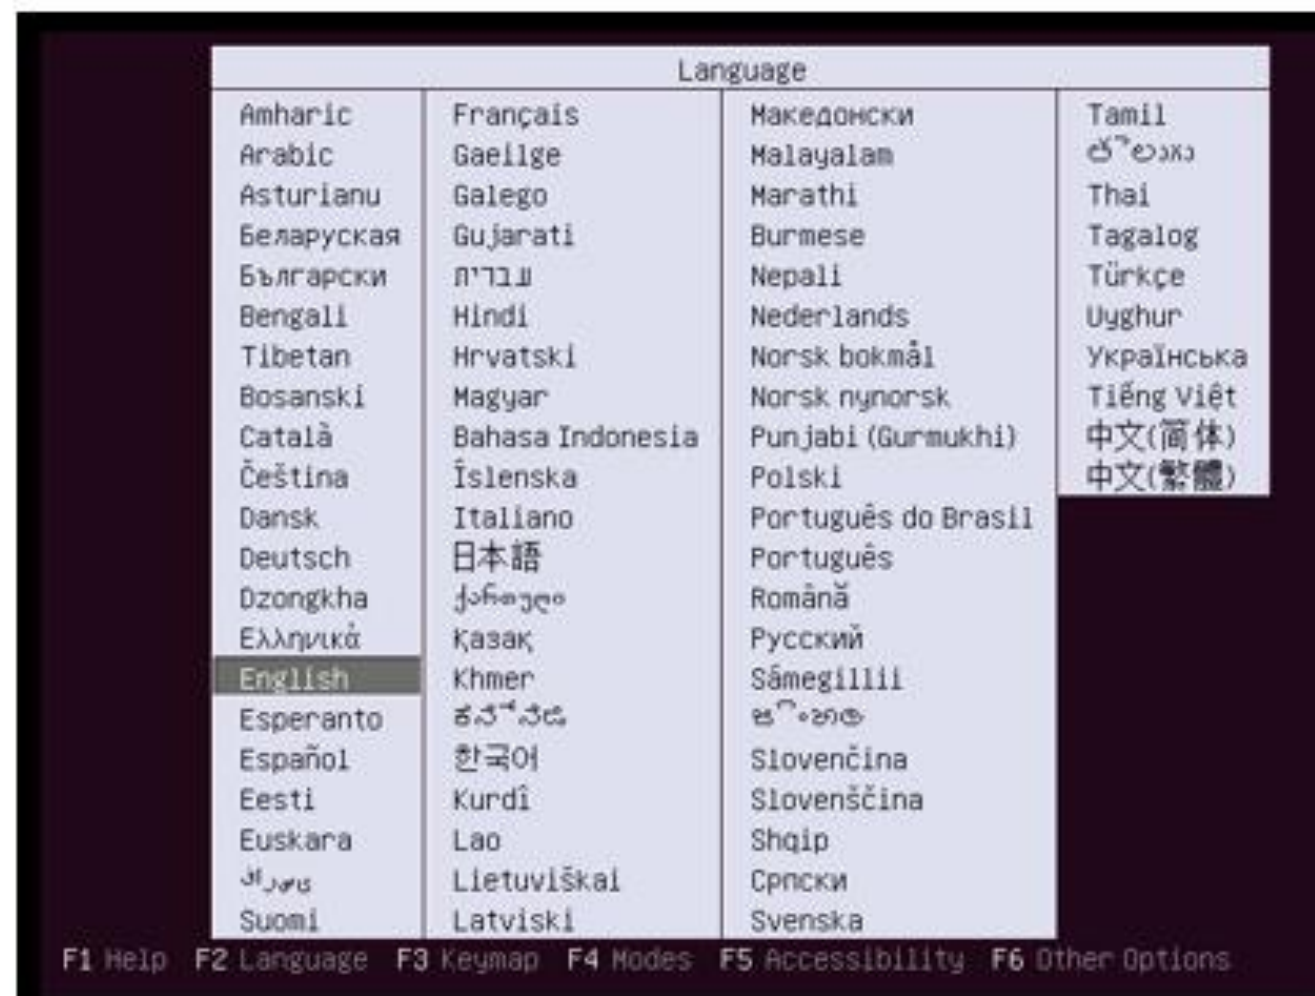 Language
Amharic
Arabic
Asturianu
Беларуская
Български
Bengali
Tibetan
Bosanski
Català
Čeština
Dansk
Deutsch
Dzongkha
Ελληνικά
English
Esperanto
Español
Eesti
Euskara
Suomi
Français
Gaeilge
Galego
Gujarati
עברית
Hindi
Hrvatski
Magyar
Bahasa Indonesia
Íslenska
Italiano
日本語
ქართული
Қазақ
Khmer
한국어
Kurdî
Lao
Lietuviškai
Latviski
Македонски
Malayalam
Marathi
Burmese
Nepali
Nederlands
Norsk bokmål
Norsk nynorsk
Punjabi (Gurmukhi)
Polski
Português do Brasil
Português
Română
Русский
Sámegillii
Slovenčina
Slovenščina
Shqip
Српски
Svenska
Tamil
Thai
Tagalog
Türkçe
Uyghur
Українська
Tiếng Việt
中文(简体)
中文(繁體)
F1 Help F2 Language F3 Keymap F4 Modes F5 Accessibility F6 Other Options